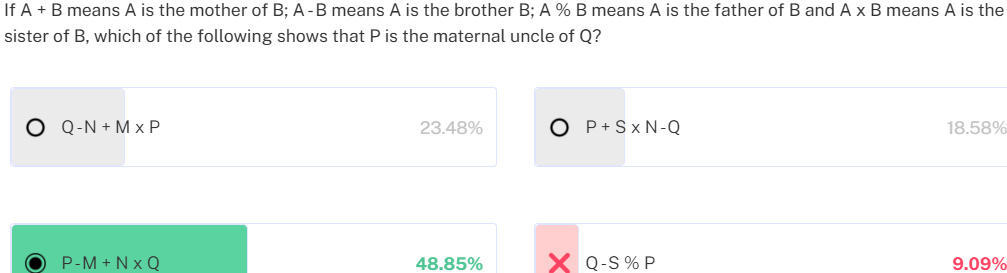 If A + B means A is the mother of B; A - B means A is the brother B; A % B means A is the father of B and A x B means A is the
sister of B, which of the following shows that P is the maternal uncle of Q?
Q - N + M x P 23.48%
P + S x N - Q 18.58%
P - M + N x Q 48.85%
Q - S % P 9.09%